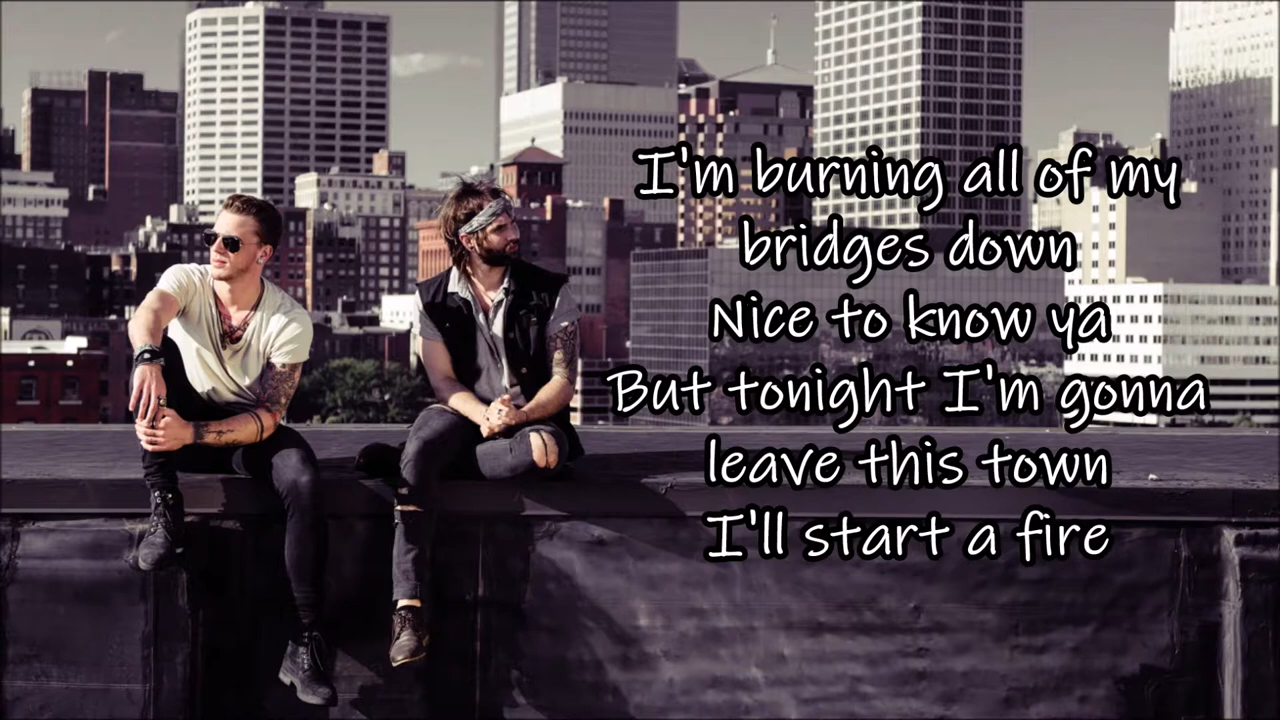 I'm burning all of my
bridges down
Nice to know ya
But tonight I'm gonna
leave this town
I'll start a fire